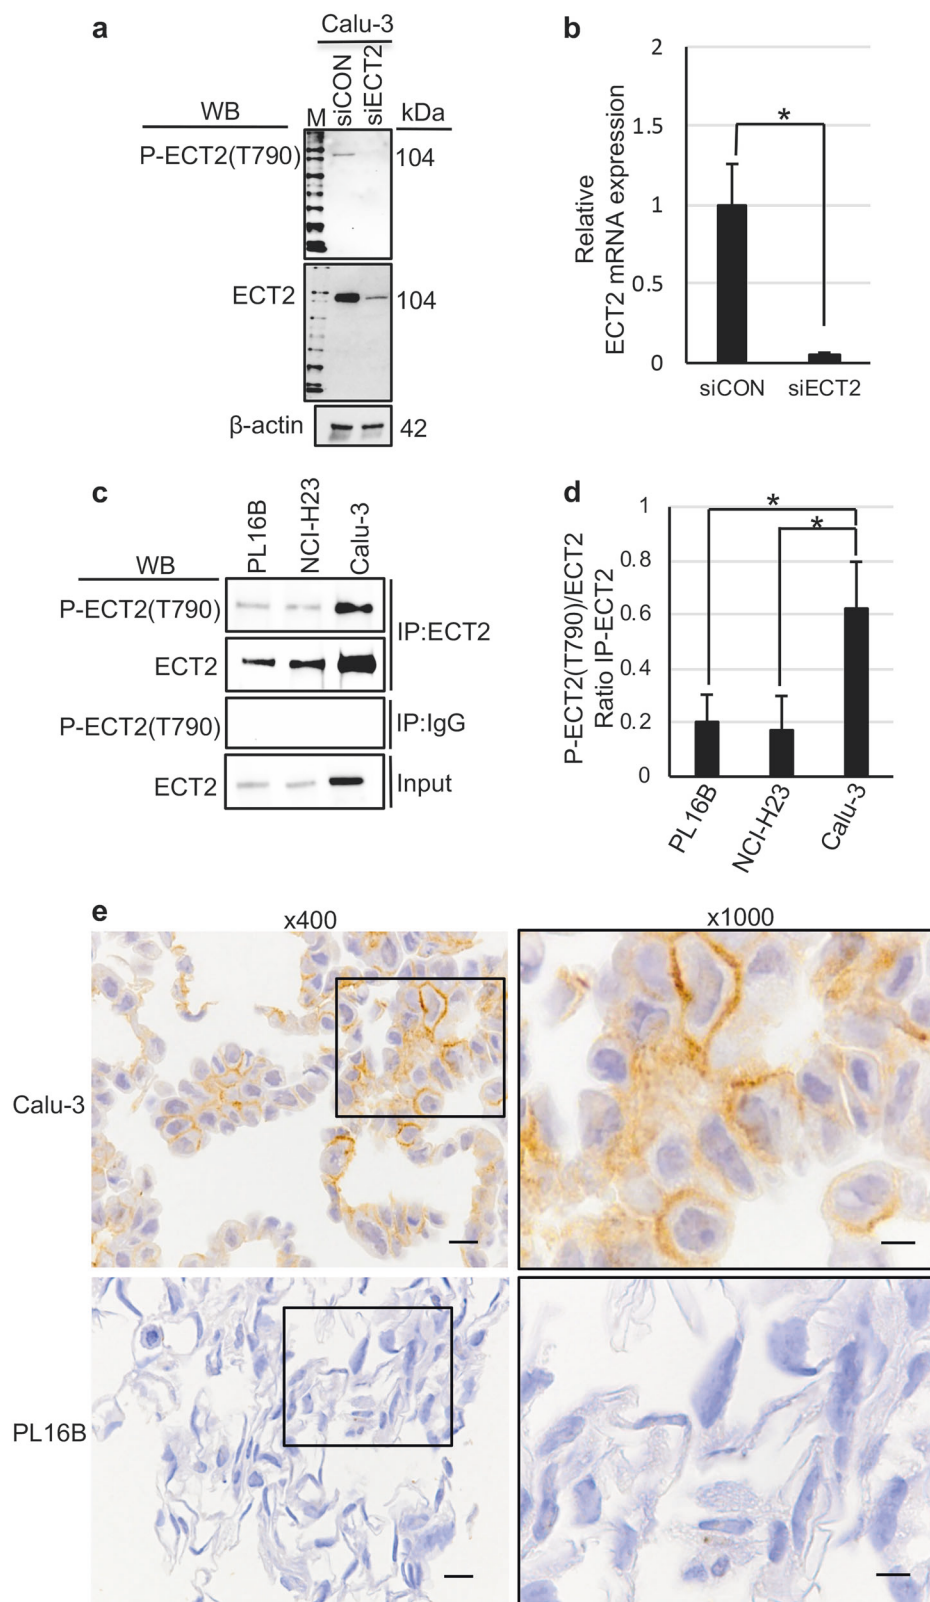 a
Calu-3
siCON
siECT2
WB
M
kDa
P-ECT2(T790)
104
ECT2
104
β-actin
42
b
Relative
ECT2 mRNA expression
2
1.5
1
0.5
0
*
siCON
siECT2
c
PL16B
NCI-H23
Calu-3
WB
P-ECT2(T790)
IP:ECT2
ECT2
P-ECT2(T790)
IP:IgG
ECT2
Input
d
P-ECT2(T790)/ECT2
Ratio IP-ECT2
1
0.8
0.6
0.4
0.2
0
*
*
PL16B
NCI-H23
Calu-3
e
x400
x1000
Calu-3
PL16B